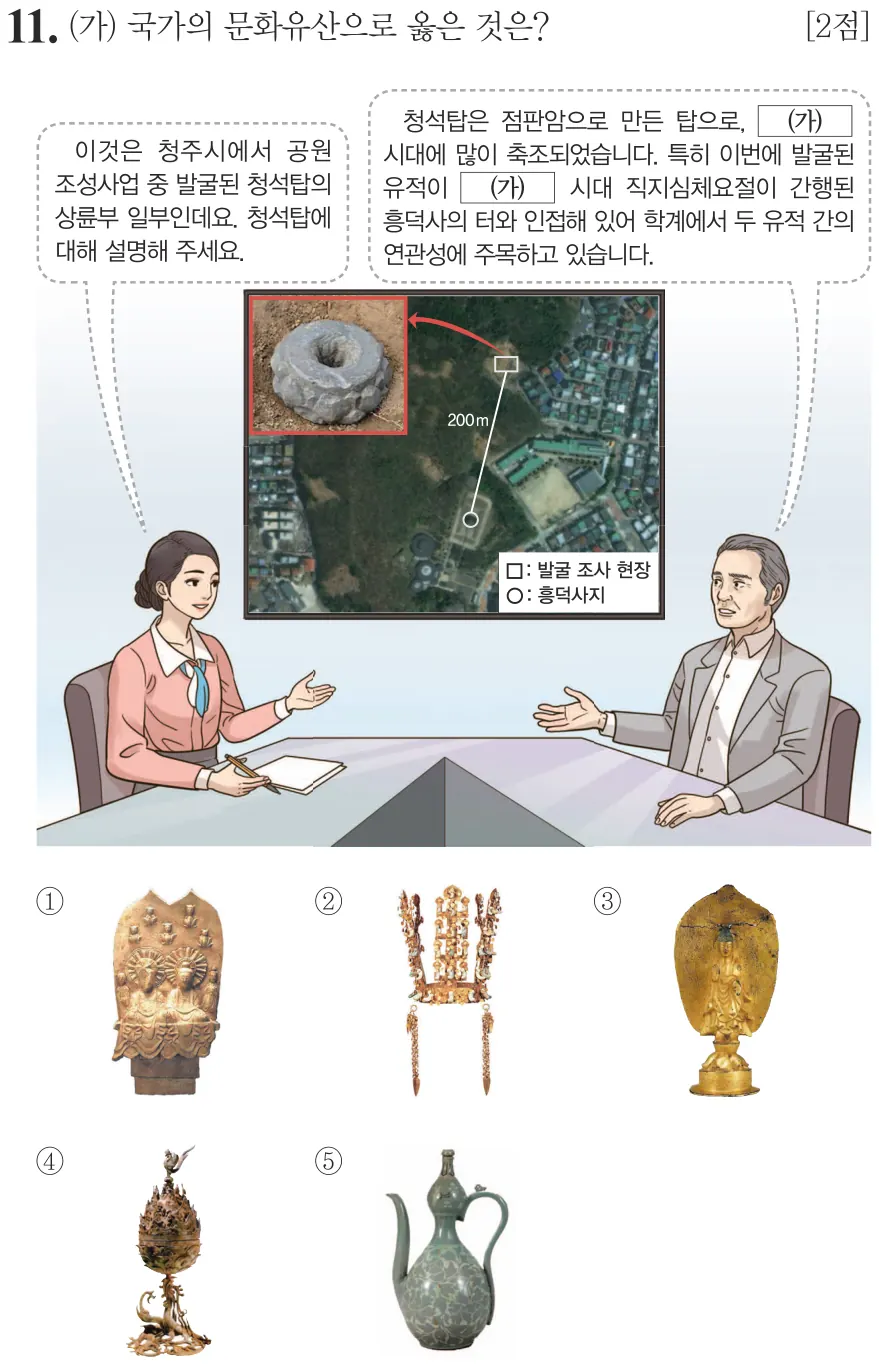 11. (가) 국가의 문화유산으로 옳은 것은? [2점]
이것은 청주시에서 공원
조성사업 중 발굴된 청석탑의
상륜부 일부인데요. 청석탑에
대해 설명해 주세요.
청석탑은 점판암으로 만든 탑으로, (가)
시대에 많이 축조되었습니다. 특히 이번에 발굴된
유적이 (가) 시대 직지심체요절이 간행된
흥덕사의 터와 인접해 있어 학계에서 두 유적 간의
연관성에 주목하고 있습니다.
200m
□: 발굴 조사 현장
○: 흥덕사지
① ② ③
④ ⑤